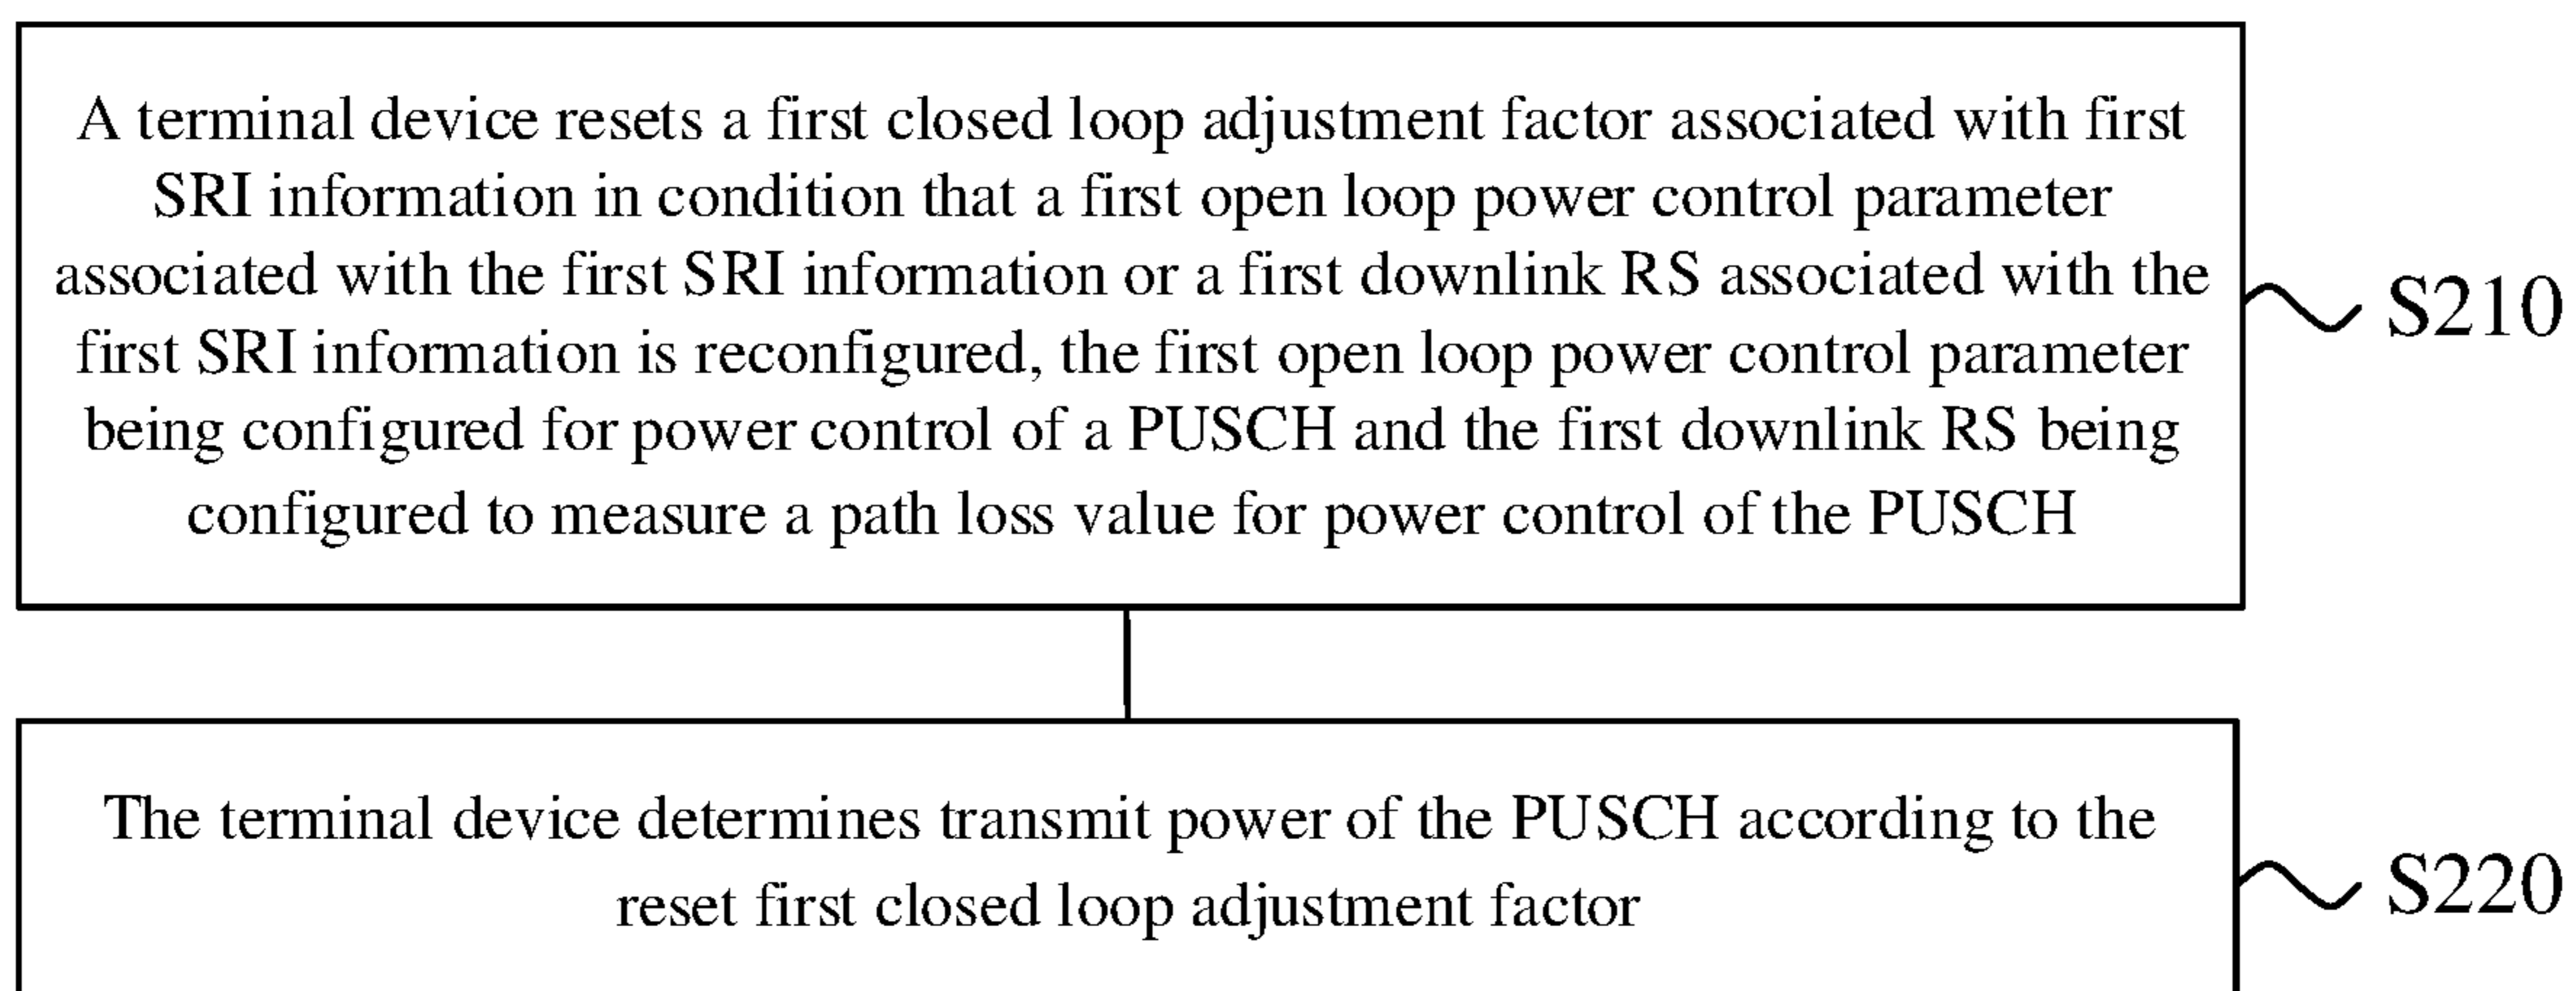 A terminal device resets a first closed loop adjustment factor associated with first
SRI information in condition that a first open loop power control parameter
associated with the first SRI information or a first downlink RS associated with the
first SRI information is reconfigured, the first open loop power control parameter
being configured for power control of a PUSCH and the first downlink RS being
configured to measure a path loss value for power control of the PUSCH
S210
The terminal device determines transmit power of the PUSCH according to the
reset first closed loop adjustment factor
S220